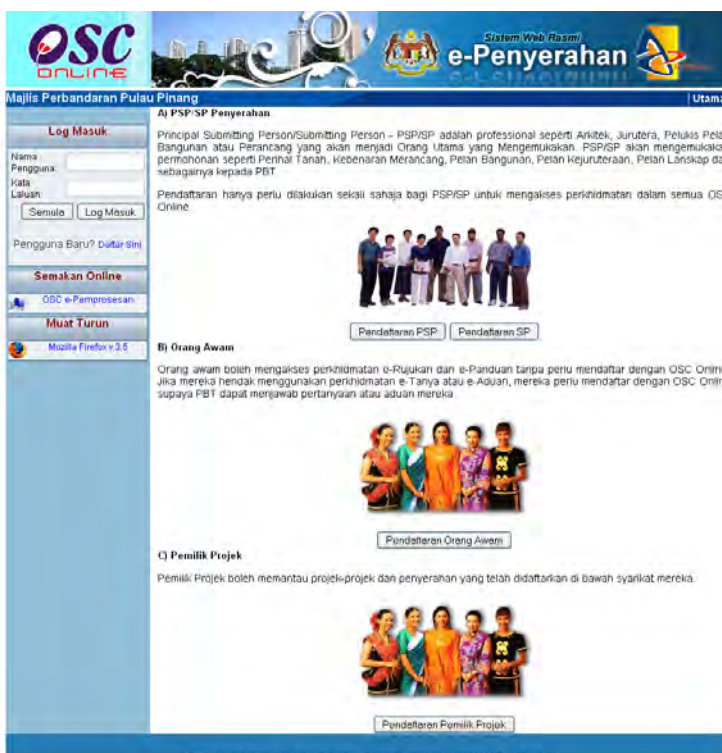 OSC
ONLINE
Sistem Web Rasmi
e-Penyerahan
Majlis Perbandaran Pulau Pinang
| Utama
Log Masuk
Nama
Pengguna:
Kata
Laluan:
Semula
Log Masuk
Pengguna Baru? Daftar Sini
Semakan Online
OSC e-Pemprosesan
Muat Turun
Mozilla Firefox v 3.5
A) PSP/SP Penyerahan
Principal Submitting Person/Submitting Person - PSP/SP adalah professional seperti Arkitek, Jurutera, Pelukis Pela
Bangunan atau Perancang yang akan menjadi Orang Utama yang Mengemukakan. PSP/SP akan mengemukaka
permohonan seperti Perihal Tanah, Kebenaran Merancang, Pelan Bangunan, Pelan Kejuruteraan, Pelan Lanskap da
sebagainya kepada PBT
Pendaftaran hanya perlu dilakukan sekali sahaja bagi PSP/SP untuk mengakses perkhidmatan dalam semua OS
Online
Pendaftaran PSP
Pendaftaran SP
B) Orang Awam
Orang awam boleh mengakses perkhidmatan e-Rujukan dan e-Panduan tanpa perlu mendaftar dengan OSC Onlin
Jika mereka hendak menggunakan perkhidmatan e-Tanya atau e-Aduan, mereka perlu mendaftar dengan OSC Onlin
supaya PBT dapat menjawab pertanyaan atau aduan mereka
Pendaftaran Orang Awam
C) Pemilik Projek
Pemilik Projek boleh memantau projek-projek dan penyerahan yang telah didaftarkan di bawah syarikat mereka.
Pendaftaran Pemilik Projek